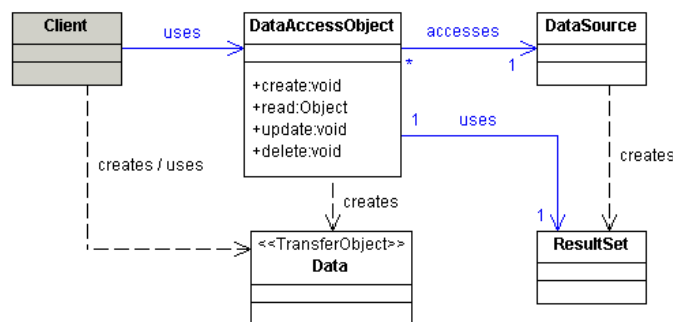 Client
uses
DataAccessObject
accesses
DataSource
*
1
+create:void
+read:Object
+update:void
+delete:void
1
uses
creates / uses
creates
creates
1
<<TransferObject>>
Data
ResultSet